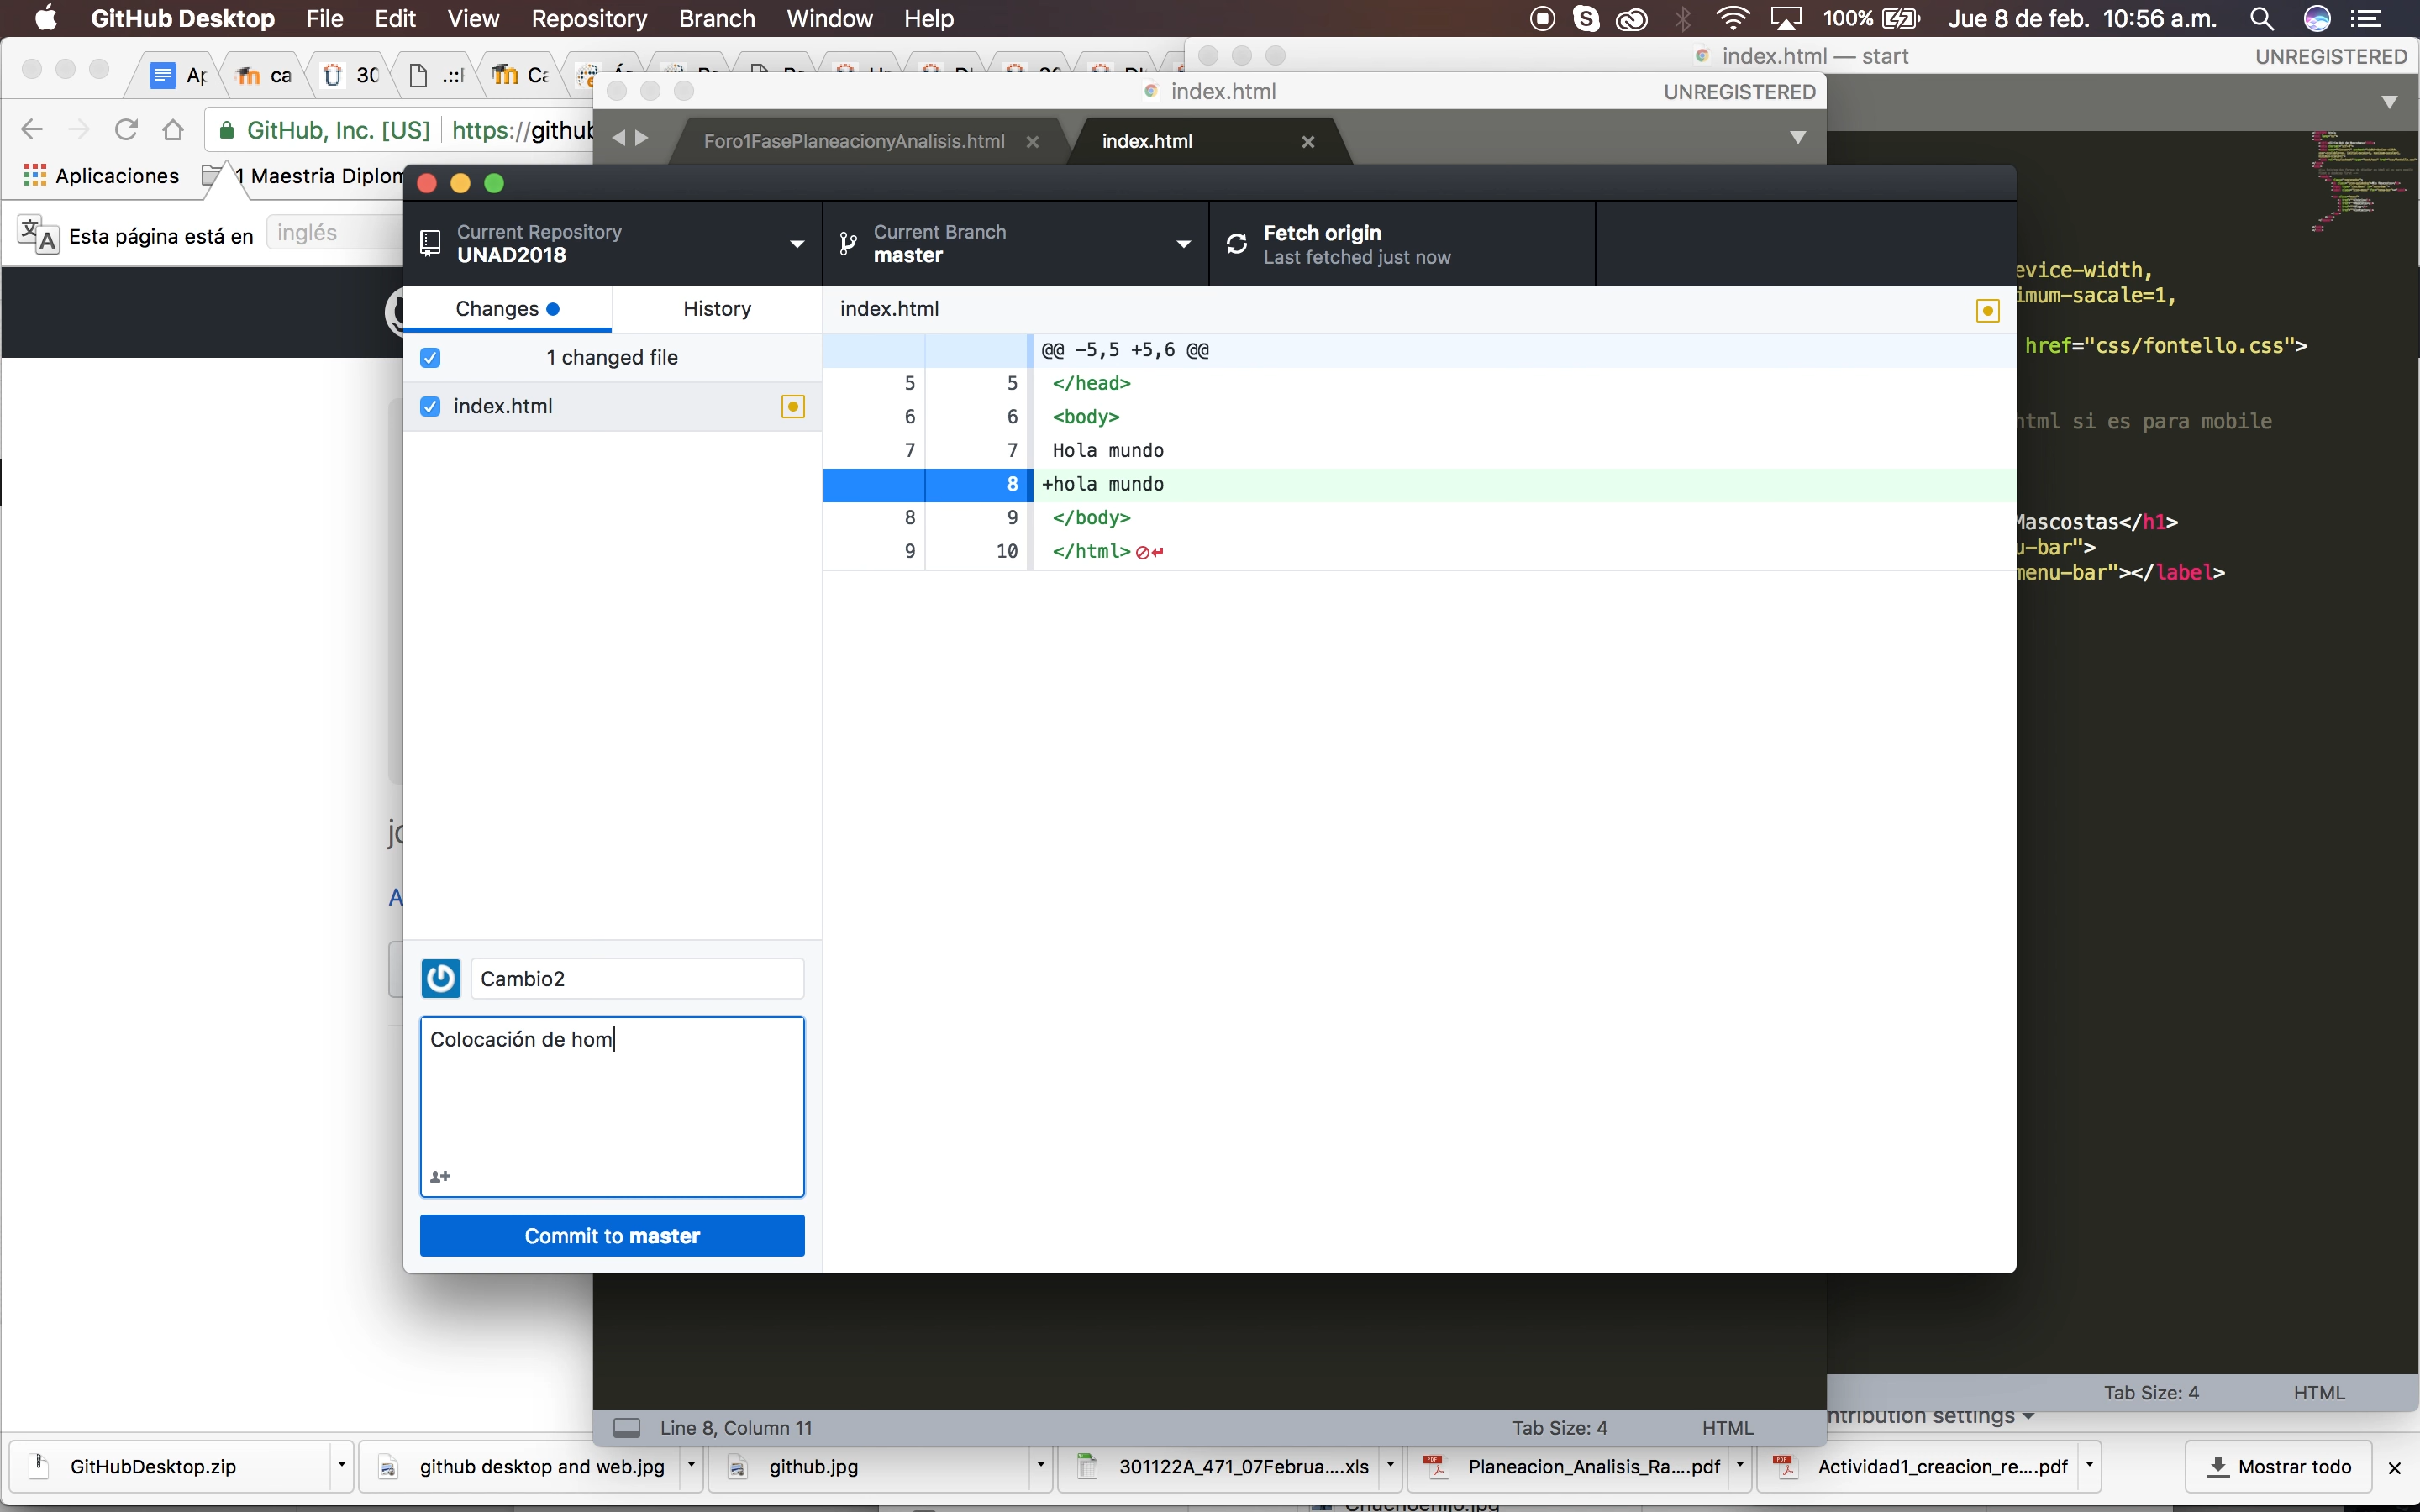 GitHub Desktop File Edit View Repository Branch Window Help 100% Jue 8 de feb. 10:56 a.m.
index.html — start UNREGISTERED
index.html UNREGISTERED
GitHub, Inc. [US] https://github
Foro1FasePlaneacionyAnalisis.html index.html
Aplicaciones 1 Maestria Diplom
Esta página está en inglés
Current Repository
UNAD2018
Current Branch
master
Fetch origin
Last fetched just now
Changes History index.html
1 changed file
index.html
@@ -5,5 +5,6 @@
5 5 </head>
6 6 <body>
7 7 Hola mundo
8 +hola mundo
8 9 </body>
9 10 </html>
evice-width,
imum-sacale=1,
href="css/fontello.css">
html si es para mobile
Mascostas</h1>
u-bar">
menu-bar"></label>
Cambio2
Colocación de hom
Commit to master
Tab Size: 4 HTML
Line 8, Column 11 Tab Size: 4 HTML
ntribution settings
GitHubDesktop.zip github desktop and web.jpg github.jpg 301122A_471_07Februa....xls Planeacion_Analisis_Ra....pdf Actividad1_creacion_re....pdf Mostrar todo